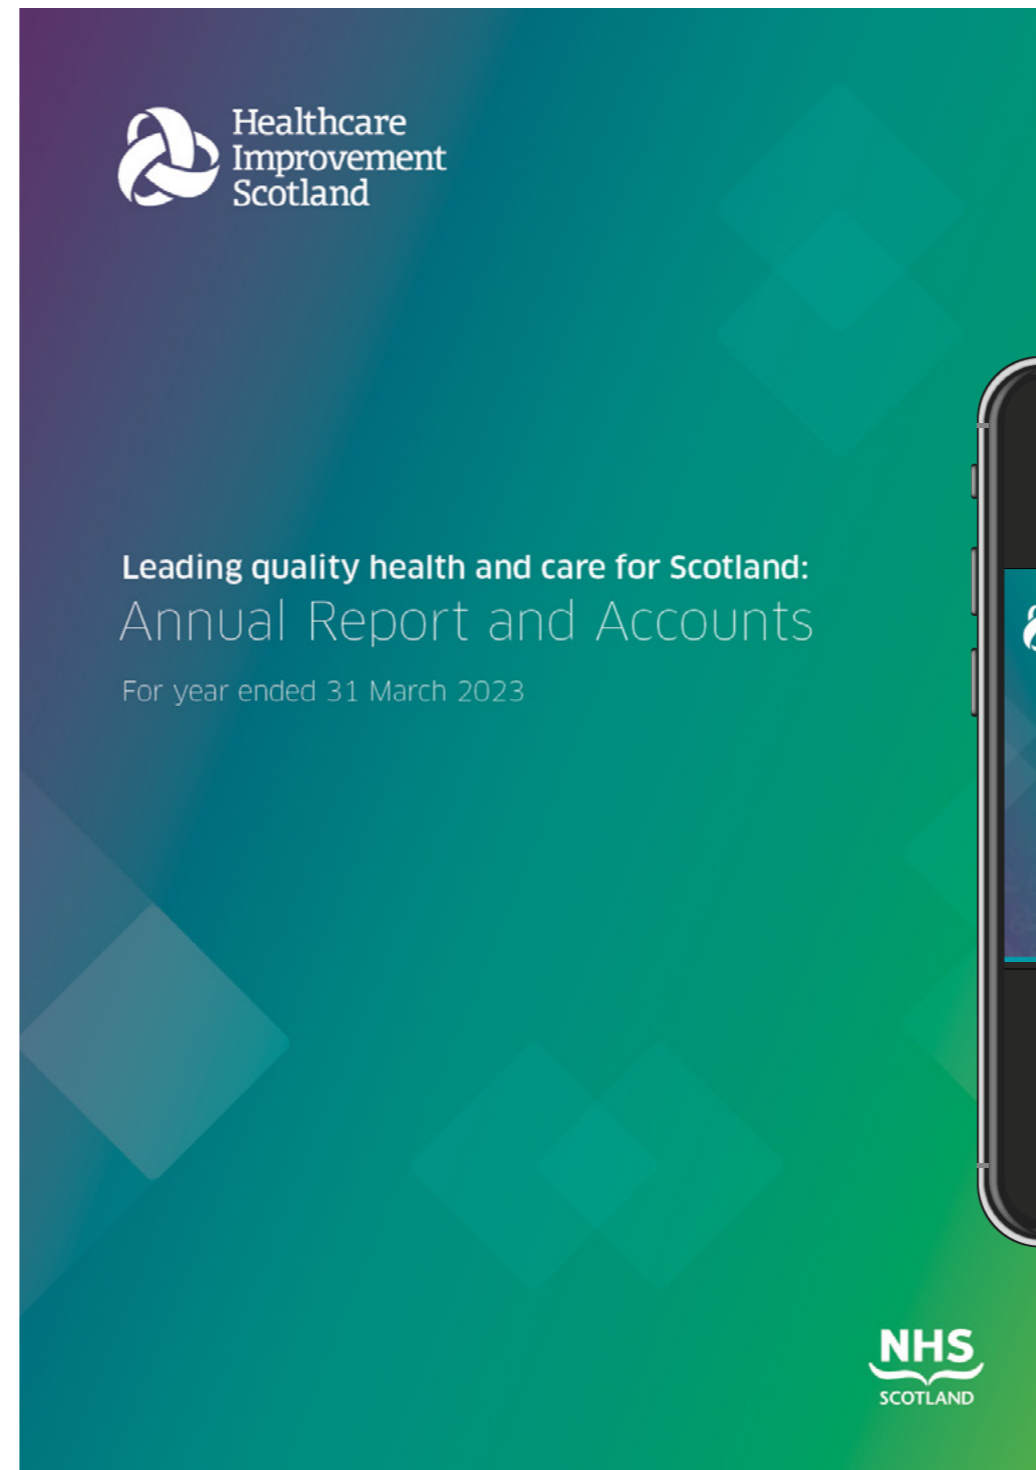 Healthcare
Improvement
Scotland
Leading quality health and care for Scotland:
Annual Report and Accounts
For year ended 31 March 2023
NHS
SCOTLAND